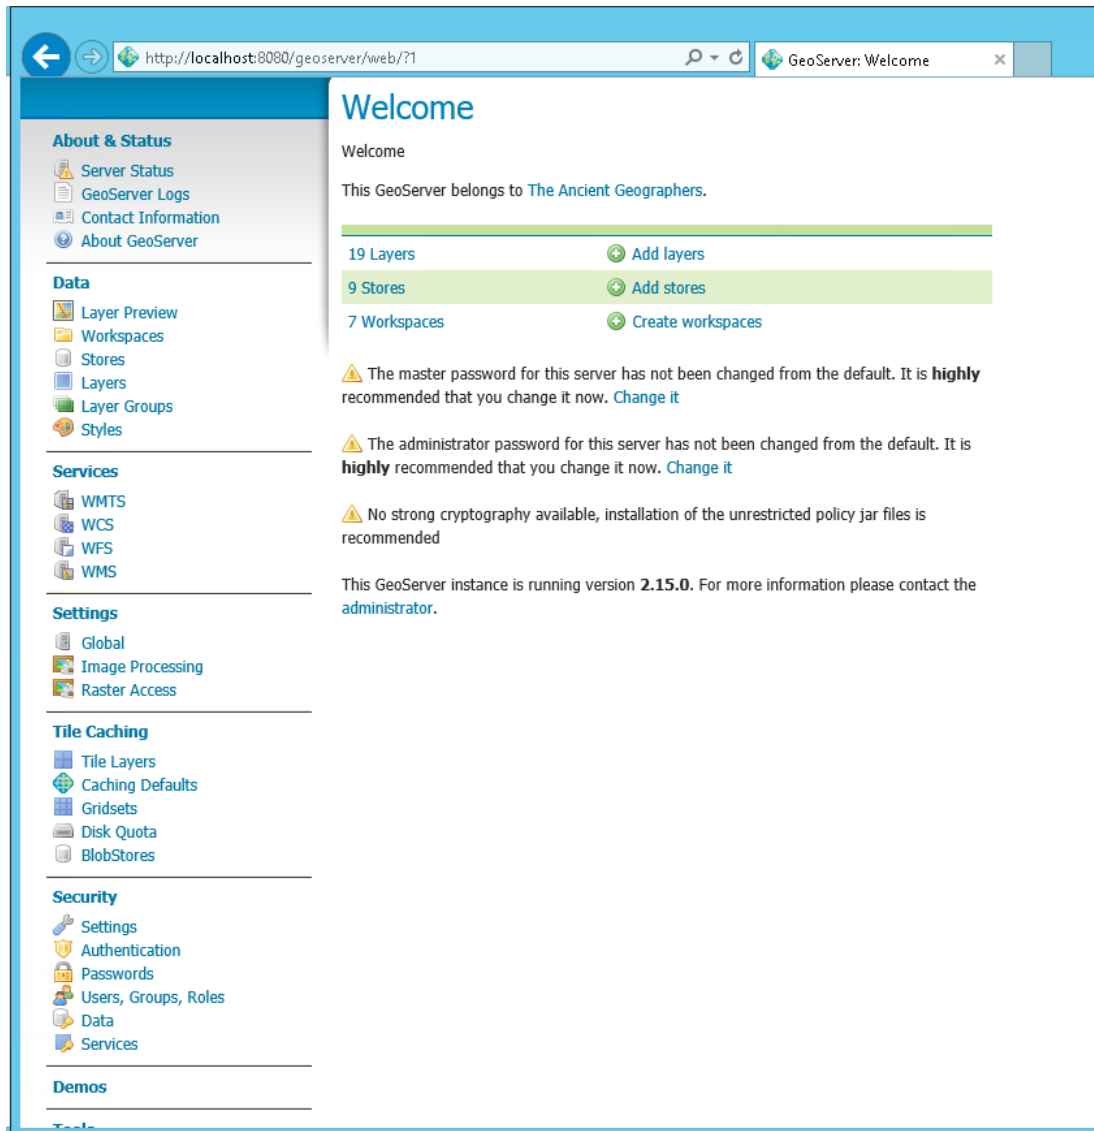 http://localhost:8080/geoserver/web/?1
GeoServer: Welcome
About & Status
Server Status
GeoServer Logs
Contact Information
About GeoServer
Data
Layer Preview
Workspaces
Stores
Layers
Layer Groups
Styles
Services
WMTS
WCS
WFS
WMS
Settings
Global
Image Processing
Raster Access
Tile Caching
Tile Layers
Caching Defaults
Gridsets
Disk Quota
BlobStores
Security
Settings
Authentication
Passwords
Users, Groups, Roles
Data
Services
Demos
Welcome
Welcome
This GeoServer belongs to The Ancient Geographers.
19 Layers Add layers
9 Stores Add stores
7 Workspaces Create workspaces
The master password for this server has not been changed from the default. It is highly
recommended that you change it now. Change it
The administrator password for this server has not been changed from the default. It is
highly recommended that you change it now. Change it
No strong cryptography available, installation of the unrestricted policy jar files is
recommended
This GeoServer instance is running version 2.15.0. For more information please contact the
administrator.